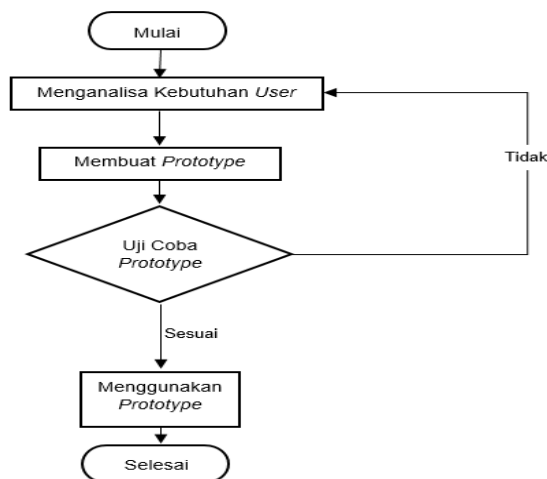 Mulai
Menganalisa Kebutuhan User
Membuat Prototype
Tidak
Uji Coba
Prototype
Sesuai
Menggunakan
Prototype
Selesai